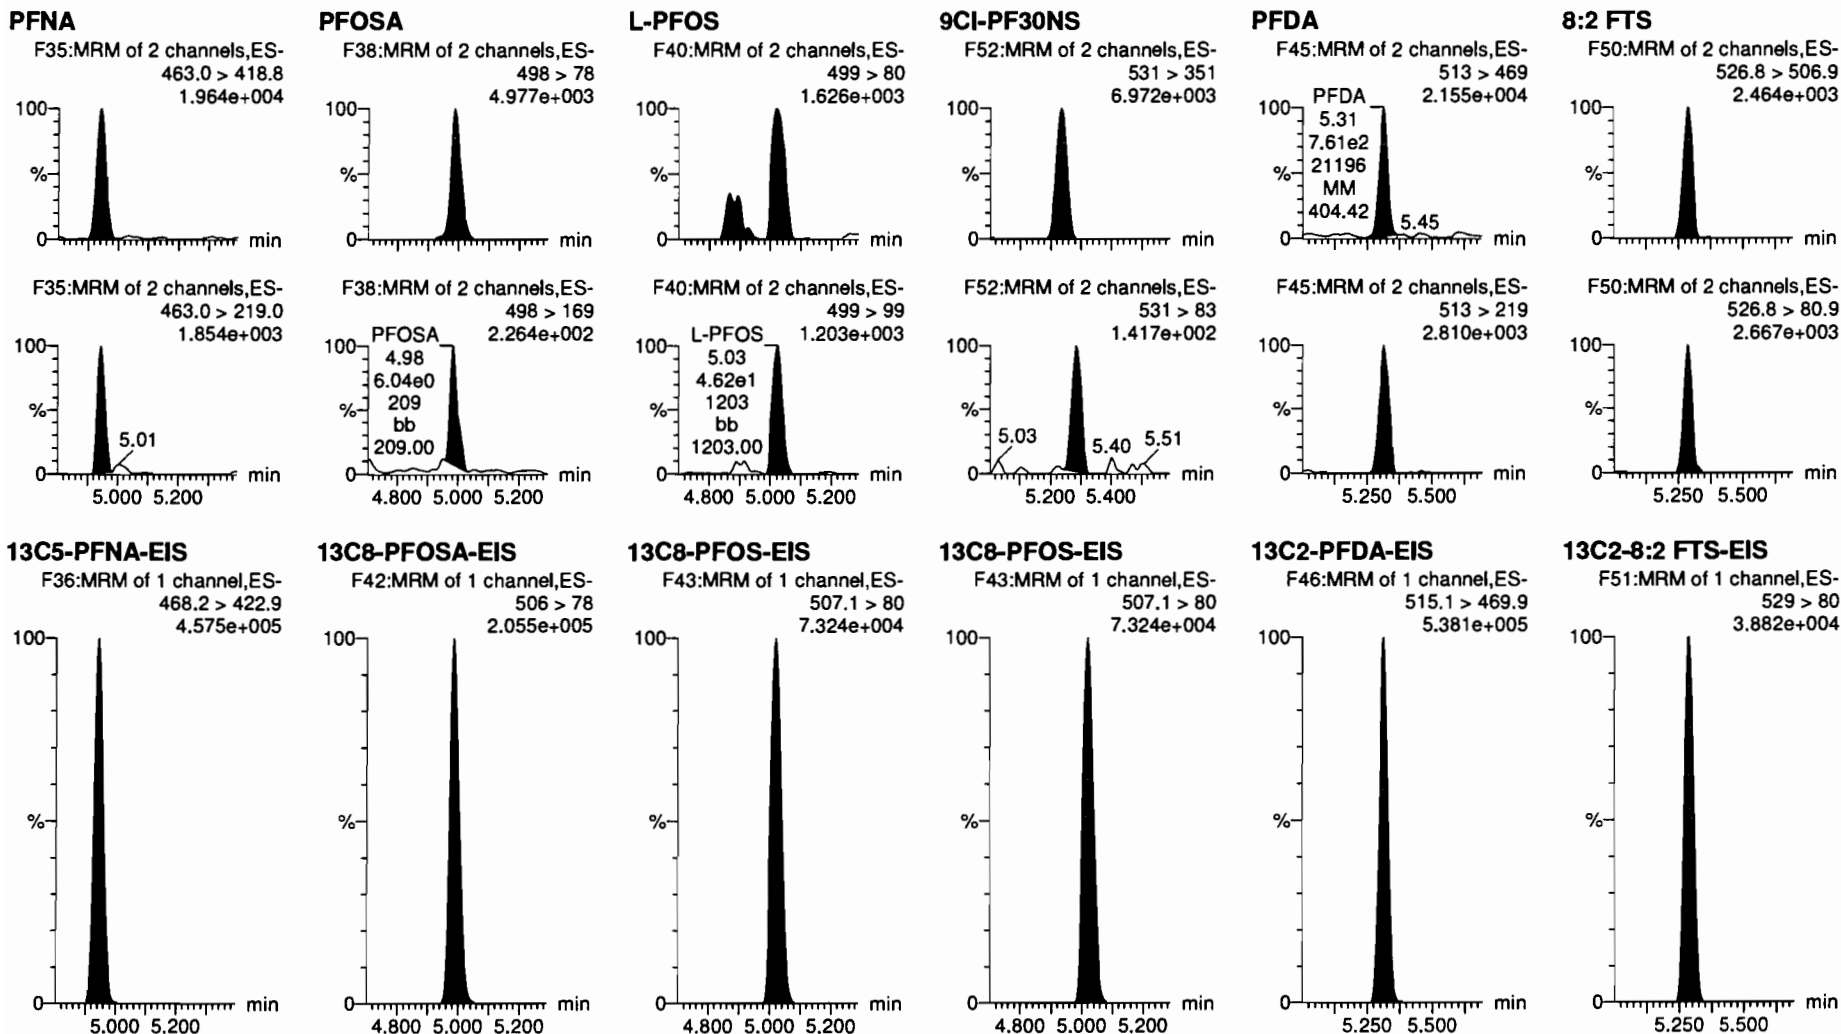 PFNA
F35:MRM of 2 channels,ES-
463.0 > 418.8
1.964e+004
100
%
0
min
F35:MRM of 2 channels,ES-
463.0 > 219.0
1.854e+003
100
5.01
%
0
min
5.000 5.200
13C5-PFNA-EIS
F36:MRM of 1 channel,ES-
468.2 > 422.9
4.575e+005
100
%
0
min
5.000 5.200
PFOSA
F38:MRM of 2 channels,ES-
498 > 78
4.977e+003
100
%
0
min
F38:MRM of 2 channels,ES-
498 > 169
2.264e+002
100
PFOSA
4.98
6.04e0
209
bb
209.00
%
0
min
4.800 5.000 5.200
13C8-PFOSA-EIS
F42:MRM of 1 channel,ES-
506 > 78
2.055e+005
100
%
0
min
4.800 5.000 5.200
L-PFOS
F40:MRM of 2 channels,ES-
499 > 80
1.626e+003
100
%
0
min
F40:MRM of 2 channels,ES-
499 > 99
1.203e+003
100
L-PFOS
5.03
4.62e1
1203
bb
1203.00
%
0
min
4.800 5.000 5.200
13C8-PFOS-EIS
F43:MRM of 1 channel,ES-
507.1 > 80
7.324e+004
100
%
0
min
4.800 5.000 5.200
9Cl-PF30NS
F52:MRM of 2 channels,ES-
531 > 351
6.972e+003
100
%
0
min
F52:MRM of 2 channels,ES-
531 > 83
1.417e+002
100
%
5.03
5.40
5.51
0
min
5.200 5.400
13C8-PFOS-EIS
F43:MRM of 1 channel,ES-
507.1 > 80
7.324e+004
100
%
0
min
4.800 5.000 5.200
PFDA
F45:MRM of 2 channels,ES-
513 > 469
2.155e+004
100
PFDA
5.31
7.61e2
21196
MM
404.42
5.45
%
0
min
F45:MRM of 2 channels,ES-
513 > 219
2.810e+003
100
%
0
min
5.250 5.500
13C2-PFDA-EIS
F46:MRM of 1 channel,ES-
515.1 > 469.9
5.381e+005
100
%
0
min
5.250 5.500
8:2 FTS
F50:MRM of 2 channels,ES-
526.8 > 506.9
2.464e+003
100
%
0
min
F50:MRM of 2 channels,ES-
526.8 > 80.9
2.667e+003
100
%
0
min
5.250 5.500
13C2-8:2 FTS-EIS
F51:MRM of 1 channel,ES-
529 > 80
3.882e+004
100
%
0
min
5.250 5.500